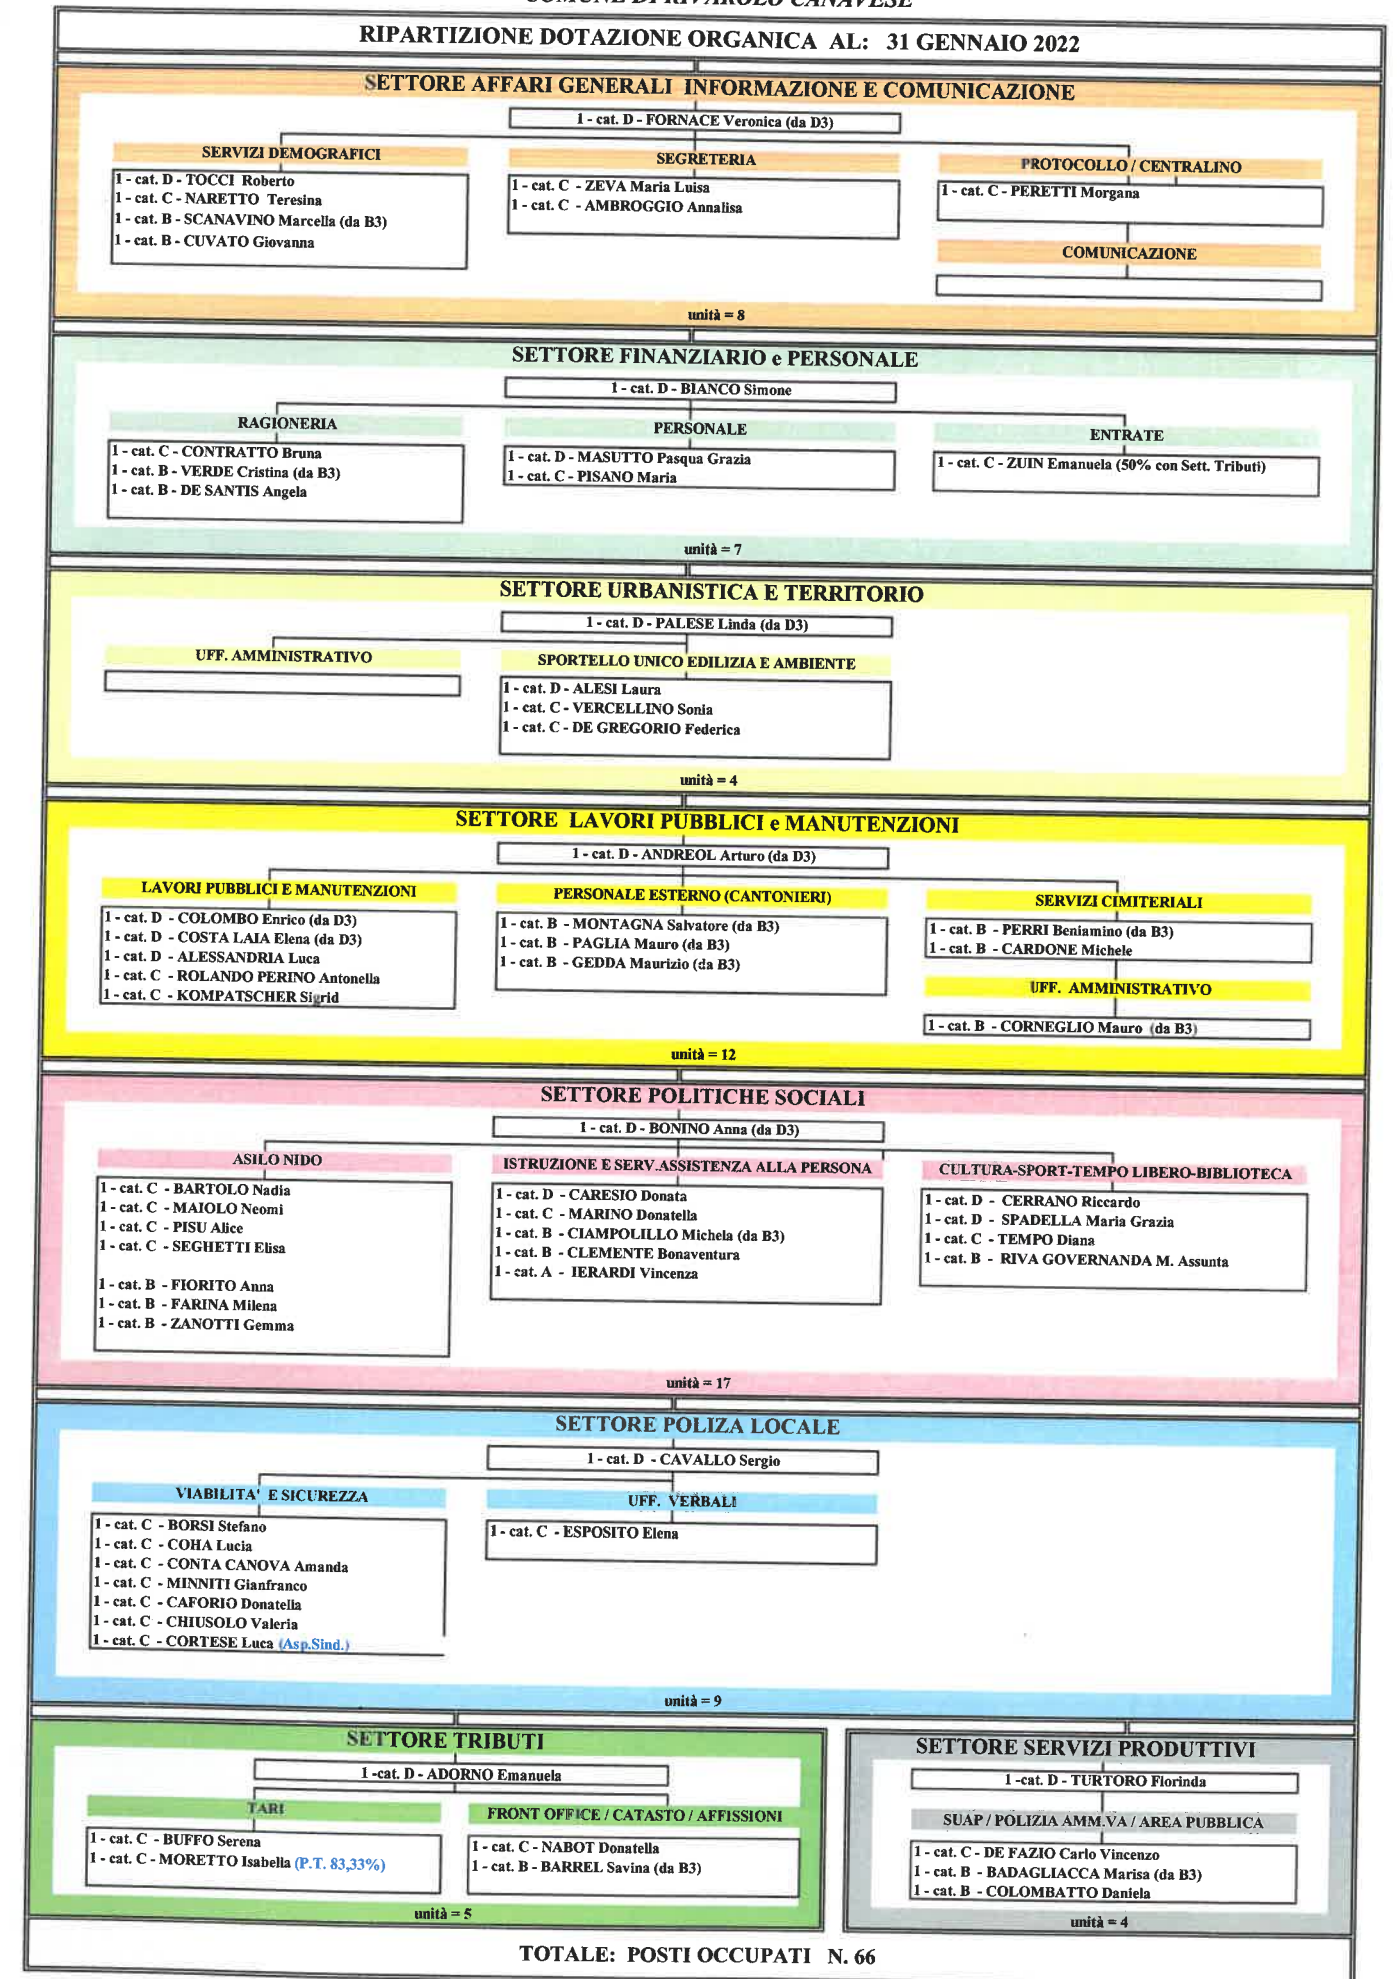 COMUNE DI RIVAROLO CANAVESE
RIPARTIZIONE DOTAZIONE ORGANICA AL: 31 GENNAIO 2022
SETTORE AFFARI GENERALI INFORMAZIONE E COMUNICAZIONE
1 - cat. D - FORNACE Veronica (da D3)
SERVIZI DEMOGRAFICI
1 - cat. D - TOCCI Roberto
1 - cat. C - NARETTO Teresina
1 - cat. B - SCANAVINO Marcella (da B3)
1 - cat. B - CUVATO Giovanna
SEGRETERIA
1 - cat. C - ZEVA Maria Luisa
1 - cat. C - AMBROGGIO Annalisa
PROTOCOLLO / CENTRALINO
1 - cat. C - PERETTI Morgana
COMUNICAZIONE
unità = 8
SETTORE FINANZIARIO e PERSONALE
1 - cat. D - BIANCO Simone
RAGIONERIA
1 - cat. C - CONTRATTO Bruna
1 - cat. B - VERDE Cristina (da B3)
1 - cat. B - DE SANTIS Angela
PERSONALE
1 - cat. D - MASUTTO Pasqua Grazia
1 - cat. C - PISANO Maria
ENTRATE
1 - cat. C - ZUIN Emanuela (50% con Sett. Tributi)
unità = 7
SETTORE URBANISTICA E TERRITORIO
1 - cat. D - PALESE Linda (da D3)
UFF. AMMINISTRATIVO
SPORTELLO UNICO EDILIZIA E AMBIENTE
1 - cat. D - ALESI Laura
1 - cat. C - VERCELLINO Sonia
1 - cat. C - DE GREGORIO Federica
unità = 4
SETTORE LAVORI PUBBLICI e MANUTENZIONI
1 - cat. D - ANDREOL Arturo (da D3)
LAVORI PUBBLICI E MANUTENZIONI
1 - cat. D - COLOMBO Enrico (da D3)
1 - cat. D - COSTA LAIA Elena (da D3)
1 - cat. D - ALESSANDRIA Luca
1 - cat. C - ROLANDO PERINO Antonella
1 - cat. C - KOMPATSCHER Sigrid
PERSONALE ESTERNO (CANTONIERI)
1 - cat. B - MONTAGNA Salvatore (da B3)
1 - cat. B - PAGLIA Mauro (da B3)
1 - cat. B - GEDDA Maurizio (da B3)
SERVIZI CIMITERIALI
1 - cat. B - PERRI Beniamino (da B3)
1 - cat. B - CARDONE Michele
UFF. AMMINISTRATIVO
1 - cat. B - CORNEGLIO Mauro (da B3)
unità = 12
SETTORE POLITICHE SOCIALI
1 - cat. D - BONINO Anna (da D3)
ASILO NIDO
1 - cat. C - BARTOLO Nadia
1 - cat. C - MAIOLO Neomi
1 - cat. C - PISU Alice
1 - cat. C - SEGHETTI Elisa
1 - cat. B - FIORITO Anna
1 - cat. B - FARINA Milena
1 - cat. B - ZANOTTI Gemma
ISTRUZIONE E SERV.ASSISTENZA ALLA PERSONA
1 - cat. D - CARESIO Donata
1 - cat. C - MARINO Donatella
1 - cat. B - CIAMPOLILLO Michela (da B3)
1 - cat. B - CLEMENTE Bonaventura
1 - cat. A - IERARDI Vincenza
CULTURA-SPORT-TEMPO LIBERO-BIBLIOTECA
1 - cat. D - CERRANO Riccardo
1 - cat. D - SPADELLA Maria Grazia
1 - cat. C - TEMPO Diana
1 - cat. B - RIVA GOVERNANDA M. Assunta
unità = 17
SETTORE POLIZA LOCALE
1 - cat. D - CAVALLO Sergio
VIABILITA' E SICUREZZA
1 - cat. C - BORSI Stefano
1 - cat. C - COHA Lucia
1 - cat. C - CONTA CANOVA Amanda
1 - cat. C - MINNITI Gianfranco
1 - cat. C - CAFORIO Donatella
1 - cat. C - CHIUSOLO Valeria
1 - cat. C - CORTESE Luca (Asp.Sind.)
UFF. VERBALI
1 - cat. C - ESPOSITO Elena
unità = 9
SETTORE TRIBUTI
1 -cat. D - ADORNO Emanuela
TARI
1 - cat. C - BUFFO Serena
1 - cat. C - MORETTO Isabella (P.T. 83,33%)
FRONT OFFICE / CATASTO / AFFISSIONI
1 - cat. C - NABOT Donatella
1 - cat. B - BARREL Savina (da B3)
unità = 5
SETTORE SERVIZI PRODUTTIVI
1 -cat. D - TURTORO Florinda
SUAP / POLIZIA AMM.VA / AREA PUBBLICA
1 - cat. C - DE FAZIO Carlo Vincenzo
1 - cat. B - BADAGLIACCA Marisa (da B3)
1 - cat. B - COLOMBATTO Daniela
unità = 4
TOTALE: POSTI OCCUPATI N. 66